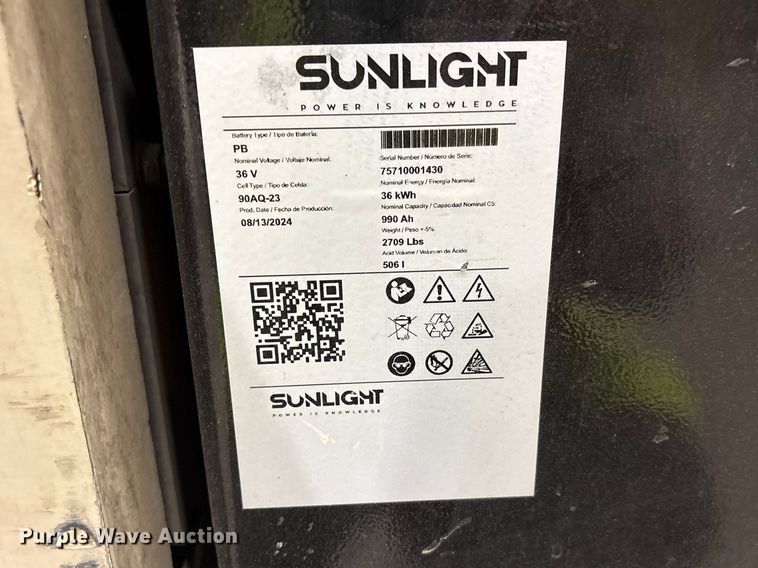 SUNLIGHT
POWER IS KNOWLEDGE
Battery Type / Tipo de Bateria:
PB
Nominal Voltage / Voltaje Nominal:
36 V
Cell Type / Tipo de Celda:
90AQ-23
Prod. Date / Fecha de Producción:
08/13/2024
Serial Number / Número de Serie:
75710001430
Nominal Energy / Energía Nominal
36 kWh
Nominal Capacity / Capacidad Nominal C5
990 Ah
Weight / Peso +-5%:
2709 Lbs
Acid Volume / Volumen de Ácido:
506 l
SUNLIGHT
POWER IS KNOWLEDGE
Purple Wave Auction